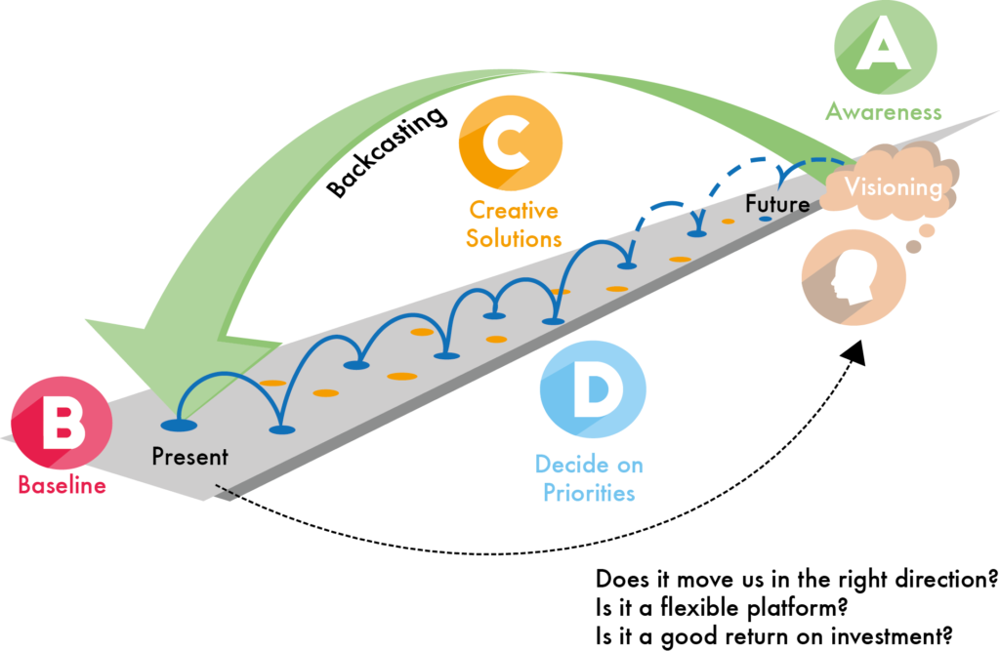 A
Awareness
Backcasting
C
Creative
Solutions
Visioning
Future
B
Baseline
Present
D
Decide on
Priorities
Does it move us in the right direction?
Is it a flexible platform?
Is it a good return on investment?